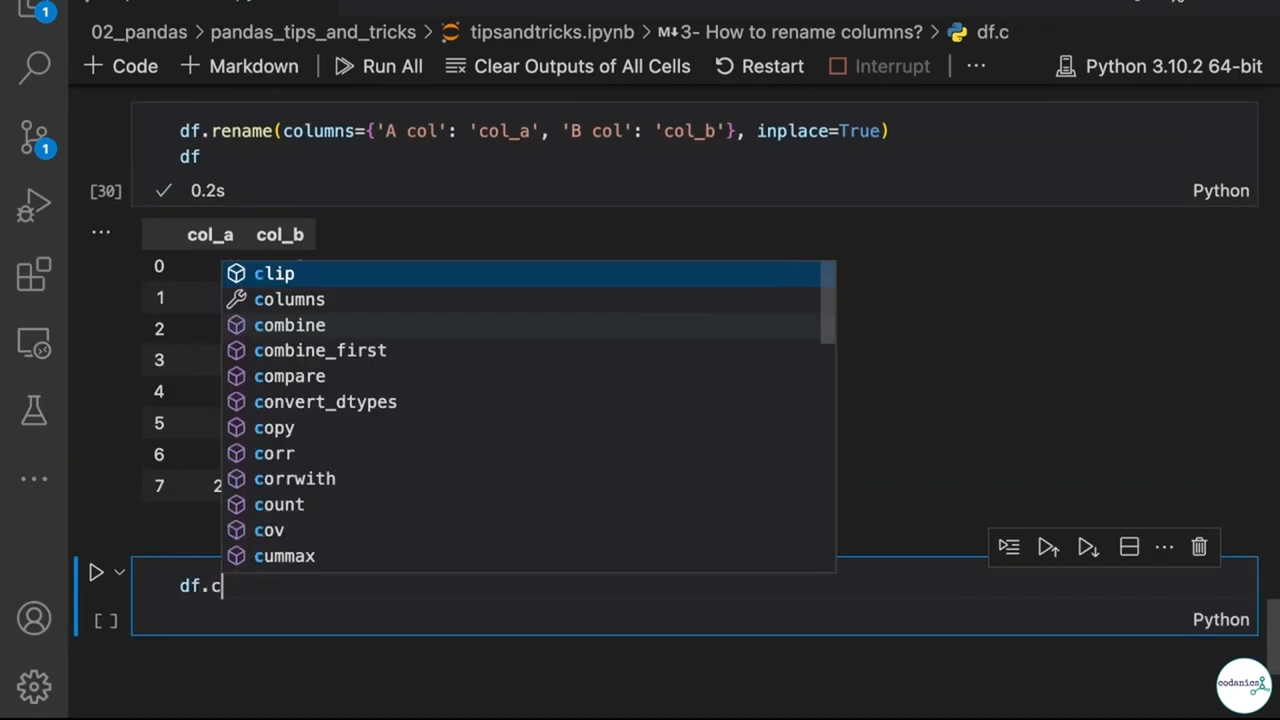 1
02_pandas > pandas_tips_and_tricks > tipsandtricks.ipynb > M↓3- How to rename columns? > df.c
+ Code + Markdown | Run All Clear Outputs of All Cells Restart Interrupt | ... Python 3.10.2 64-bit
df.rename(columns={'A col': 'col_a', 'B col': 'col_b'}, inplace=True)
1
df
[30] ✓ 0.2s Python
... col_a col_b
0
clip
1
columns
2
combine
combine_first
3
compare
4
convert_dtypes
5
copy
6
corr
corrwith
7 2
count
cov
cummax
df.c
[ ] Python
codanics